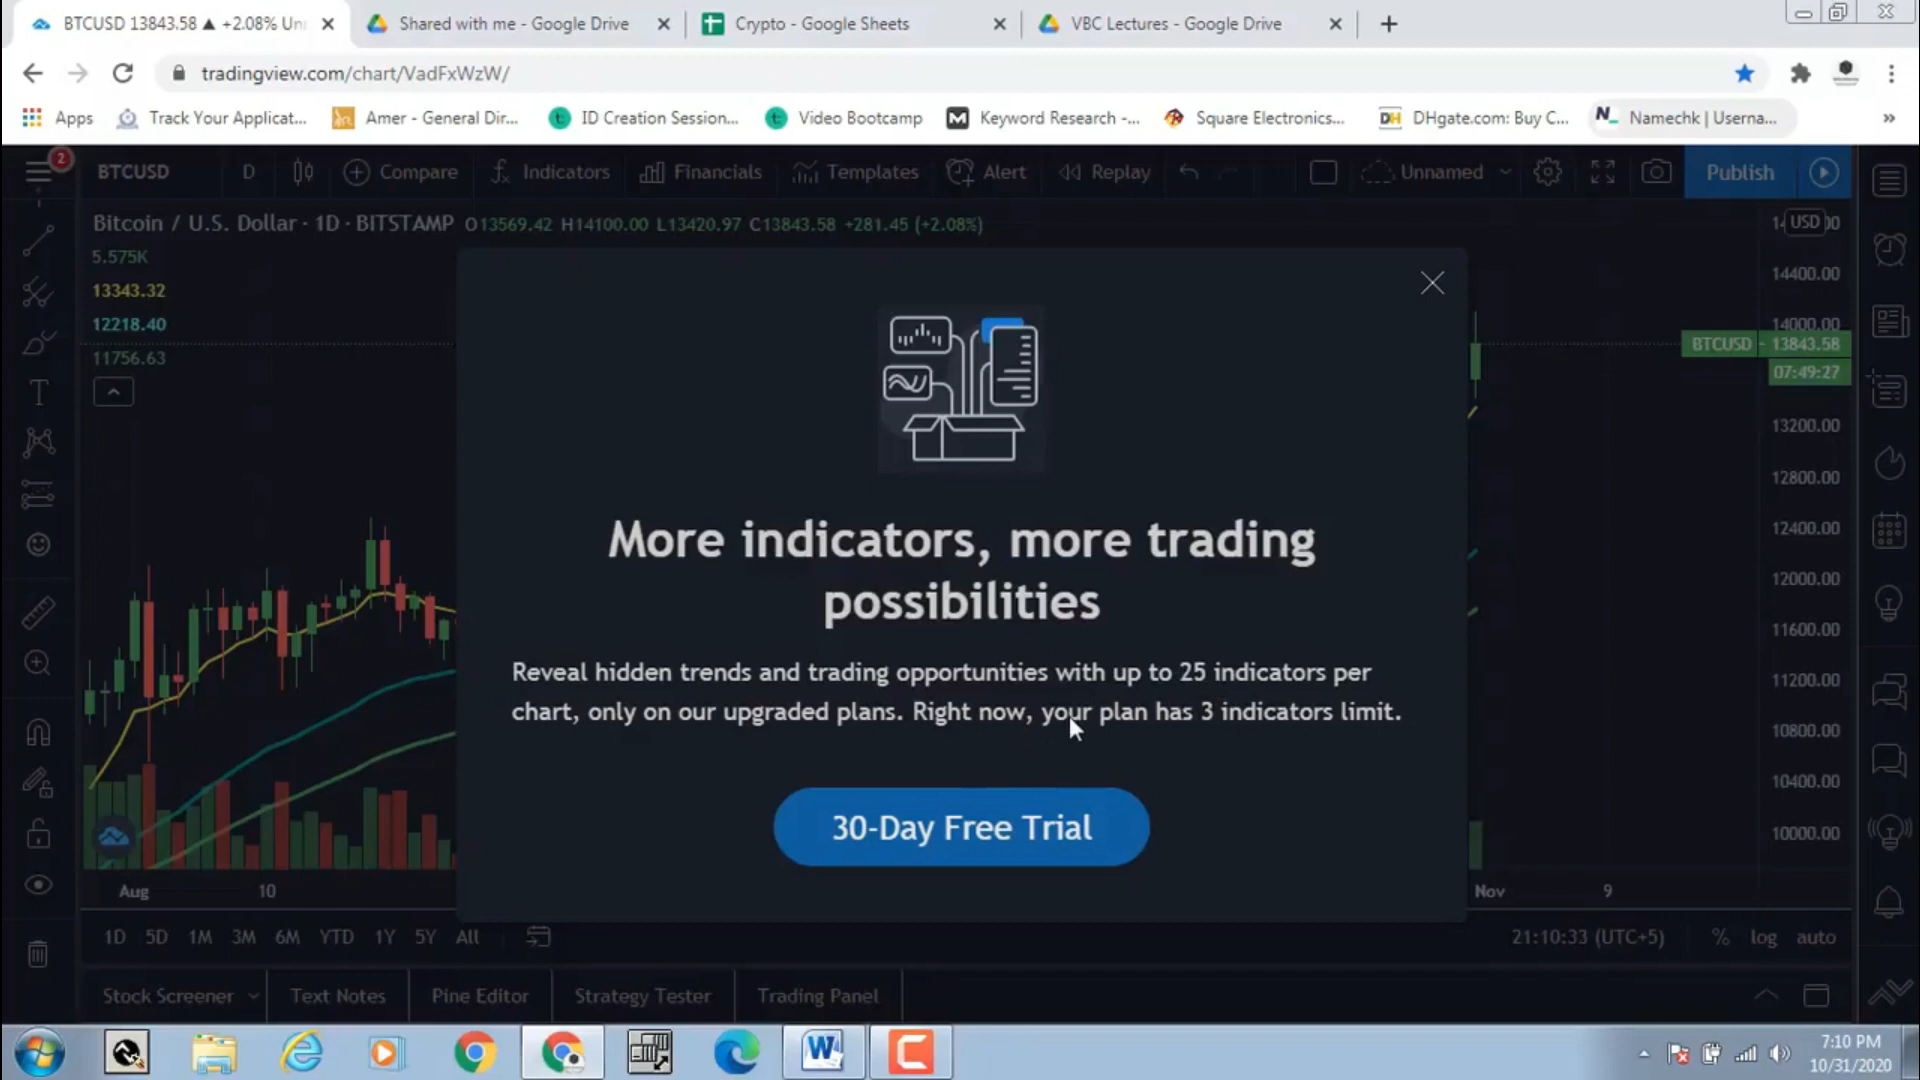 BTCUSD 13843.58 ▲ +2.08% Un
Shared with me - Google Drive
Crypto - Google Sheets
VBC Lectures - Google Drive
tradingview.com/chart/VadFxWzW/
Apps
Track Your Applicat...
Amer - General Dir...
ID Creation Session...
Video Bootcamp
Keyword Research -...
Square Electronics...
DH
DHgate.com: Buy C...
Namechk | Userna...
2
BTCUSD
D
Compare
Indicators
Financials
Templates
Alert
Replay
Unnamed
Publish
Bitcoin / U.S. Dollar · 1D · BITSTAMP O13569.42 H14100.00 L13420.97 C13843.58 +281.45 (+2.08%)
USD
5.575K
13343.32
12218.40
11756.63
14400.00
14000.00
BTCUSD
13843.58
07:49:27
13200.00
12800.00
12400.00
12000.00
11600.00
11200.00
10800.00
10400.00
10000.00
More indicators, more trading
possibilities
Reveal hidden trends and trading opportunities with up to 25 indicators per
chart, only on our upgraded plans. Right now, your plan has 3 indicators limit.
30-Day Free Trial
Aug
10
Nov
9
1D 5D 1M 3M 6M YTD 1Y 5Y All
21:10:33 (UTC+5)
% log auto
Stock Screener
Text Notes
Pine Editor
Strategy Tester
Trading Panel
7:10 PM
10/31/2020